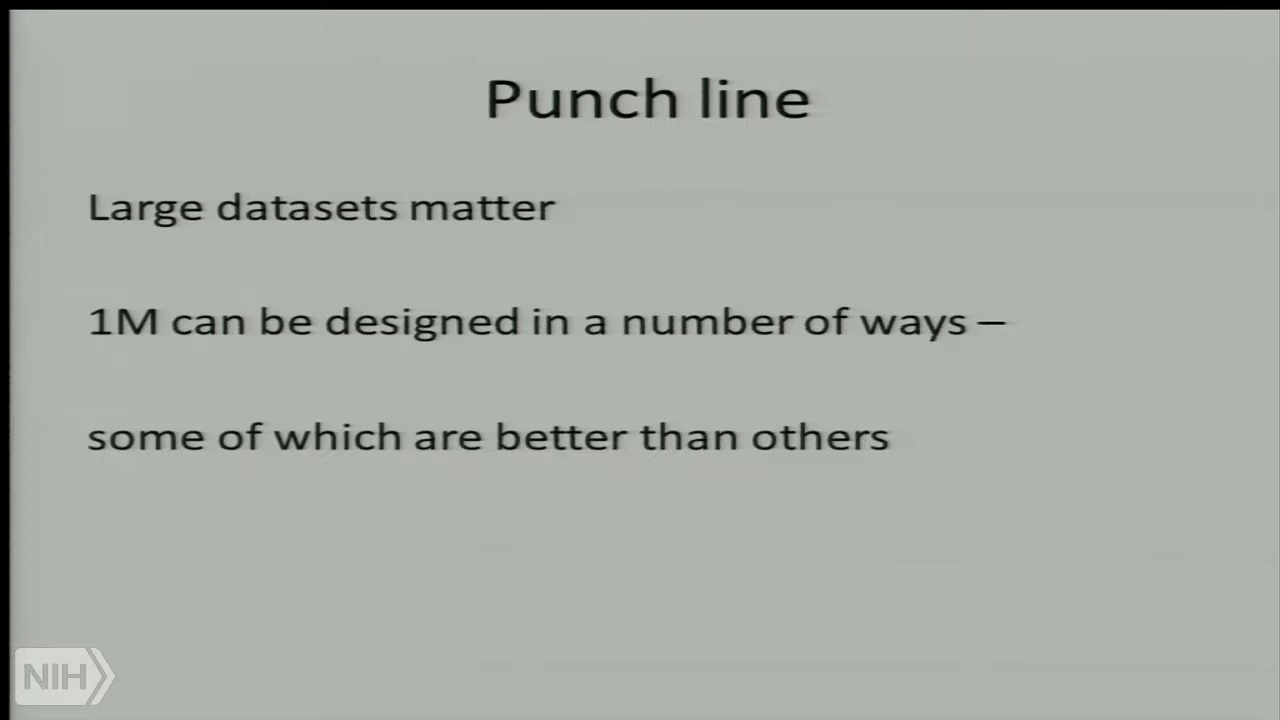 Punch line
Large datasets matter
1M can be designed in a number of ways –
some of which are better than others
NIH